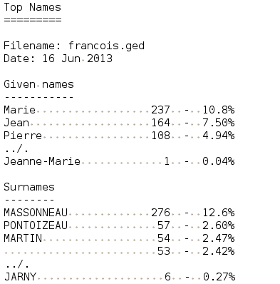 Top Names
=========
Filename: francois.ged
Date: 16 Jun 2013
Given names
-----------
Marie.....................237..-..10.8%
Jean......................164..-..7.50%
Pierre....................108..-..4.94%
../.
Jeanne-Marie................1..-..0.04%
Surnames
--------
MASSONNEAU................276..-..12.6%
PONTOIZEAU.................57..-..2.60%
MARTIN.....................54..-..2.47%
...........................53..-..2.42%
../.
JARNY.......................6..-..0.27%